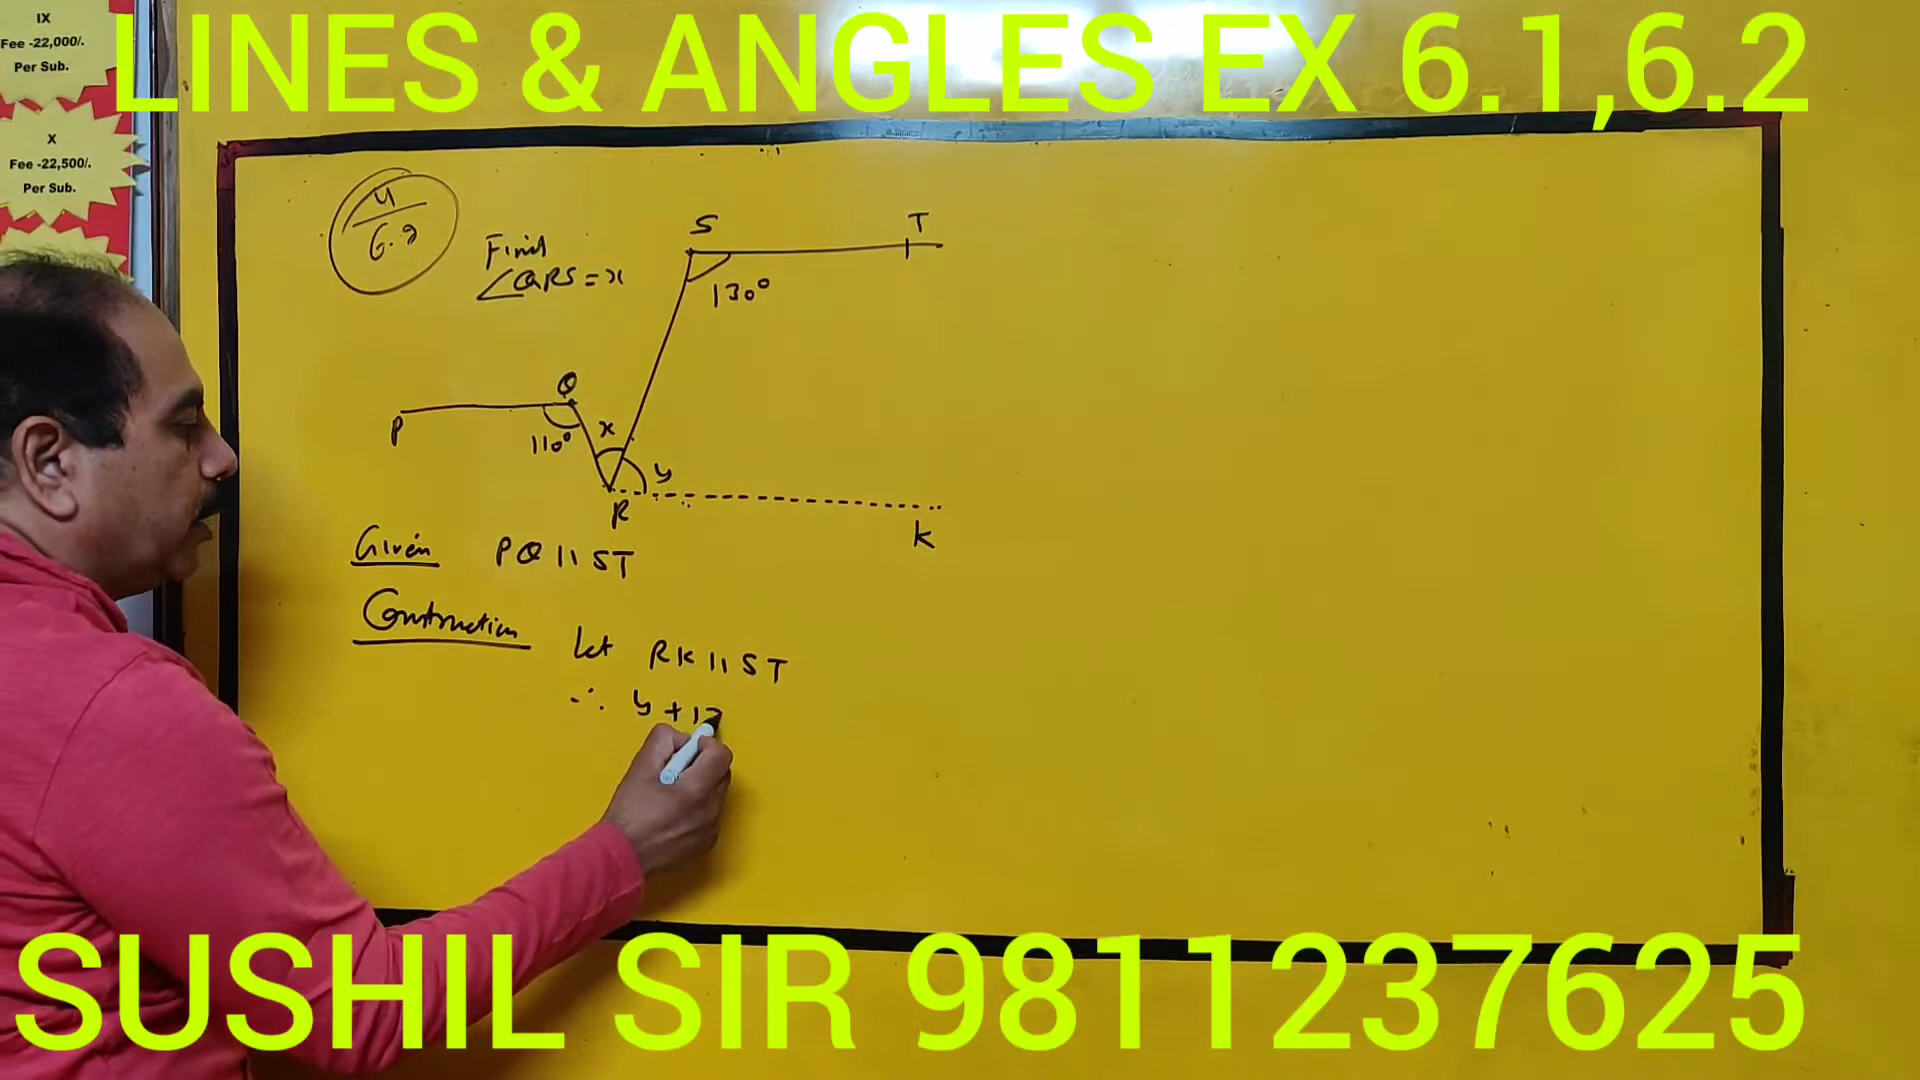 IX
Fee -22,000/.
Per Sub.
X
Fee -22,500/.
Per Sub.
LINES & ANGLES EX 6.1,6.2
4
6.2
Find
∠QRS = x
S
T
130°
Q
P
110°
x
y
R
K
Given PQ || ST
Construction Let RK || ST
∴ y + 13
SUSHIL SIR 9811237625